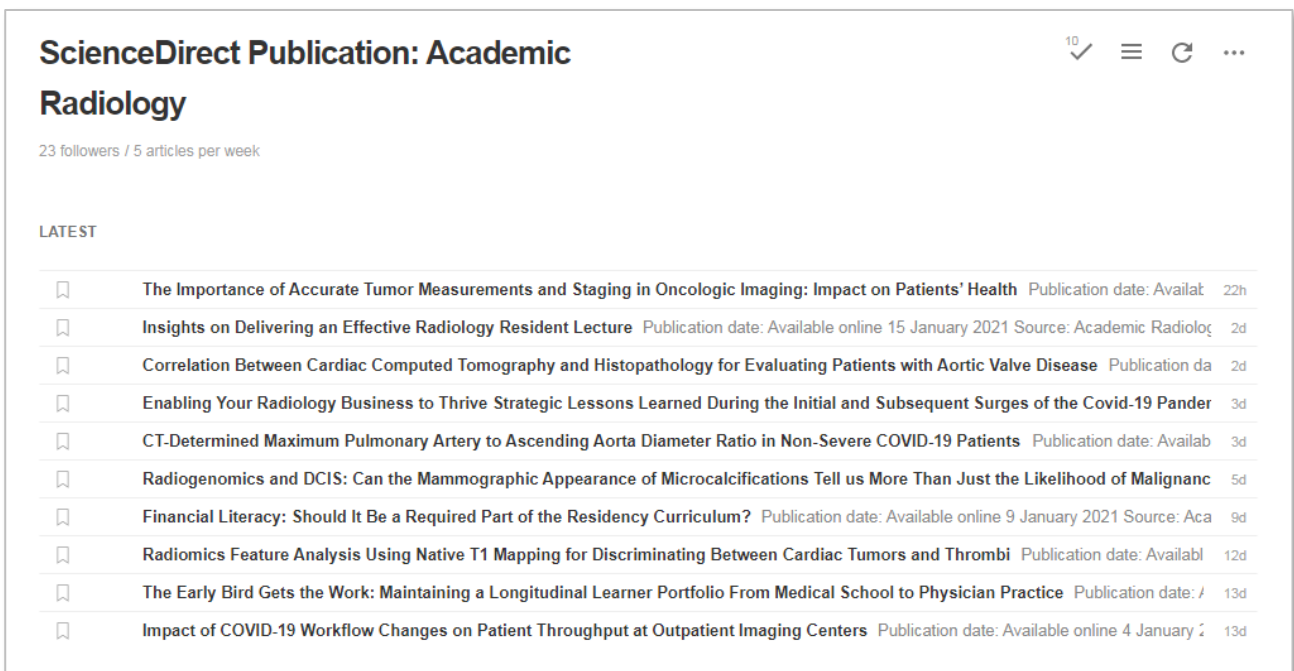 ScienceDirect Publication: Academic
Radiology
10
23 followers / 5 articles per week
LATEST
The Importance of Accurate Tumor Measurements and Staging in Oncologic Imaging: Impact on Patients' Health Publication date: 22h
Insights on Delivering an Effective Radiology Resident Lecture Publication date: Available online 15 January 2021 Source: Academic 2d
Correlation Between Cardiac Computed Tomography and Histopathology for Evaluating Patients with Aortic Valve Disease Publication da 2d
Enabling Your Radiology Business to Thrive Strategic Lessons Learned During the Initial and Subsequent Surges of the Covid-19 3d
CT-Determined Maximum Pulmonary Artery to Ascending Aorta Diameter Ratio in Non-Severe COVID-19 Patients Publication date: Availab 3d
Radiogenomics and DCIS: Can the Mammographic Appearance of Microcalcifications Tell us More Than Just the Likelihood of Malignanc 5d
Financial Literacy: Should It Be a Required Part of the Residency Curriculum? Publication date: Available online 9 January 2021 Source: Aca 9d
Radiomics Feature Analysis Using Native T1 Mapping for Discriminating Between Cardiac Tumors and Thrombi Publication date: Availabl 12d
The Early Bird Gets the Work: Maintaining a Longitudinal Learner Portfolio From Medical School to Physician Practice Publication date: 13d
Impact of COVID-19 Workflow Changes on Patient Throughput at Outpatient Imaging Centers Publication date: Available online 4 January 13d